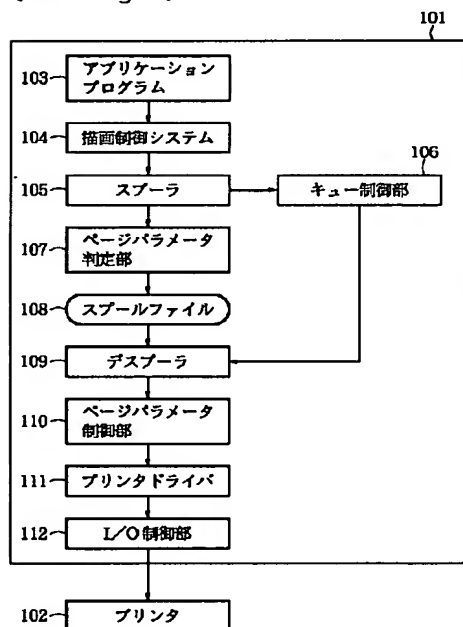 101
103
アプリケーション
プログラム
104
描画制御システム
106
105
スプーラ
キュー制御部
107
ページパラメータ
判定部
108
スプールファイル
109
デスプーラ
110
ページパラメータ
制御部
111
プリンタドライバ
112
I/O制御部
102
プリンタ